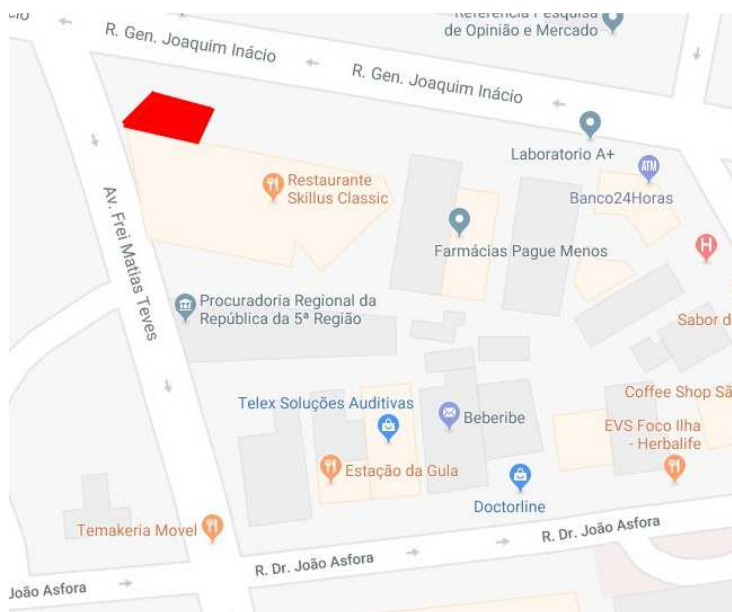 Referência Pesquisa
de Opinião e Mercado
R. Gen. Joaquim Inácio
R. Gen. Joaquim Inácio
Laboratorio A+
ATM
Banco24Horas
Restaurante
Skillus Classic
Av. Frei Matias Teves
Farmácias Pague Menos
H
Procuradoria Regional da
República da 5ª Região
Sabor d
Telex Soluções Auditivas
Beberibe
Coffee Shop Sã
EVS Foco Ilha
- Herbalife
Estação da Gula
Doctorline
Temakeria Movel
R. Dr. João Asfora
R. Dr. João Asfora
João Asfora